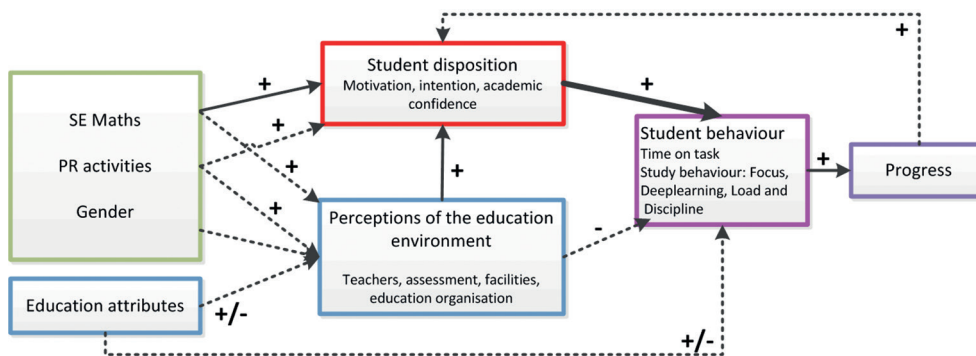 +
Student disposition
Motivation, intention, academic
confidence
+
+
SE Maths
+
Student behaviour
Time on task
Study behaviour: Focus,
Deeplearning, Load and
Discipline
+
Progress
PR activities
+
+
Gender
+
Perceptions of the education
environment
-
Teachers, assessment, facilities,
education organisation
Education attributes
+/-
+/-